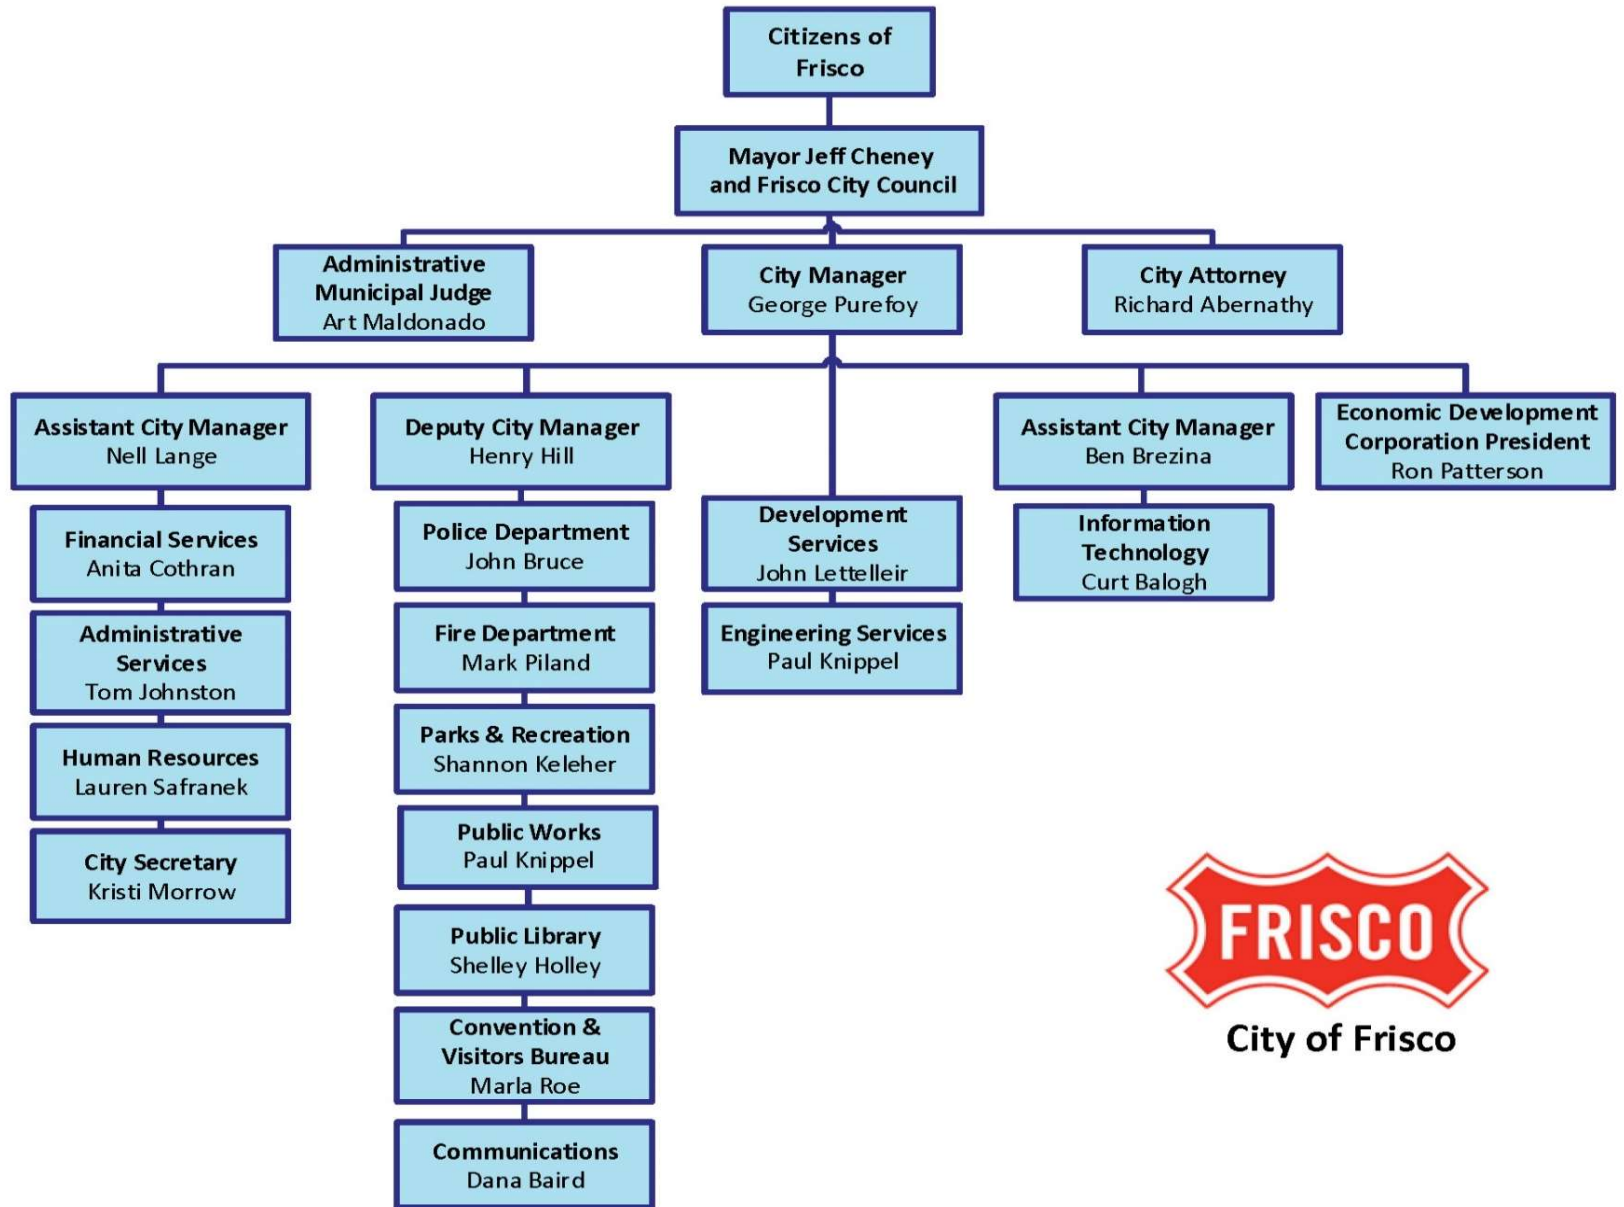 Citizens of
Frisco
Mayor Jeff Cheney
and Frisco City Council
Administrative
Municipal Judge
Art Maldonado
City Manager
George Purefoy
City Attorney
Richard Abernathy
Assistant City Manager
Nell Lange
Deputy City Manager
Henry Hill
Assistant City Manager
Ben Brezina
Economic Development
Corporation President
Ron Patterson
Financial Services
Anita Cothran
Administrative
Services
Tom Johnston
Human Resources
Lauren Safranek
City Secretary
Kristi Morrow
Police Department
John Bruce
Fire Department
Mark Piland
Parks & Recreation
Shannon Keleher
Public Works
Paul Knippel
Public Library
Shelley Holley
Convention &
Visitors Bureau
Marla Roe
Communications
Dana Baird
Development
Services
John Lettelleir
Engineering Services
Paul Knippel
Information
Technology
Curt Balogh
FRISCO
City of Frisco